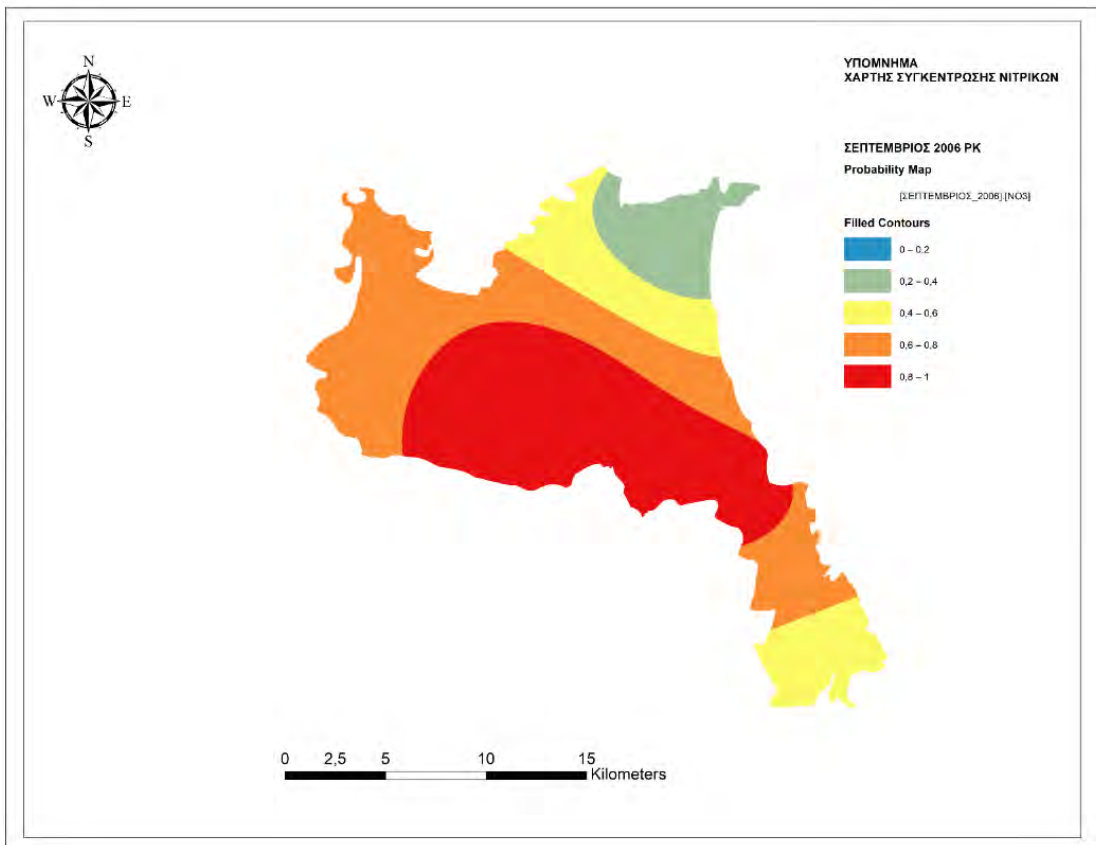 N
W E
S
ΥΠΟΜΝΗΜΑ
ΧΑΡΤΗΣ ΣΥΓΚΕΝΤΡΩΣΗΣ ΝΙΤΡΙΚΩΝ
ΣΕΠΤΕΜΒΡΙΟΣ 2006 PK
Probability Map
[ΣΕΠΤΕΜΒΡΙΟΣ_2006].[NO3]
Filled Contours
0 – 0.2
0,2 – 0,4
0,4 – 0,6
0,6 – 0,8
0,8 – 1
0 2,5 5 10 15
Kilometers